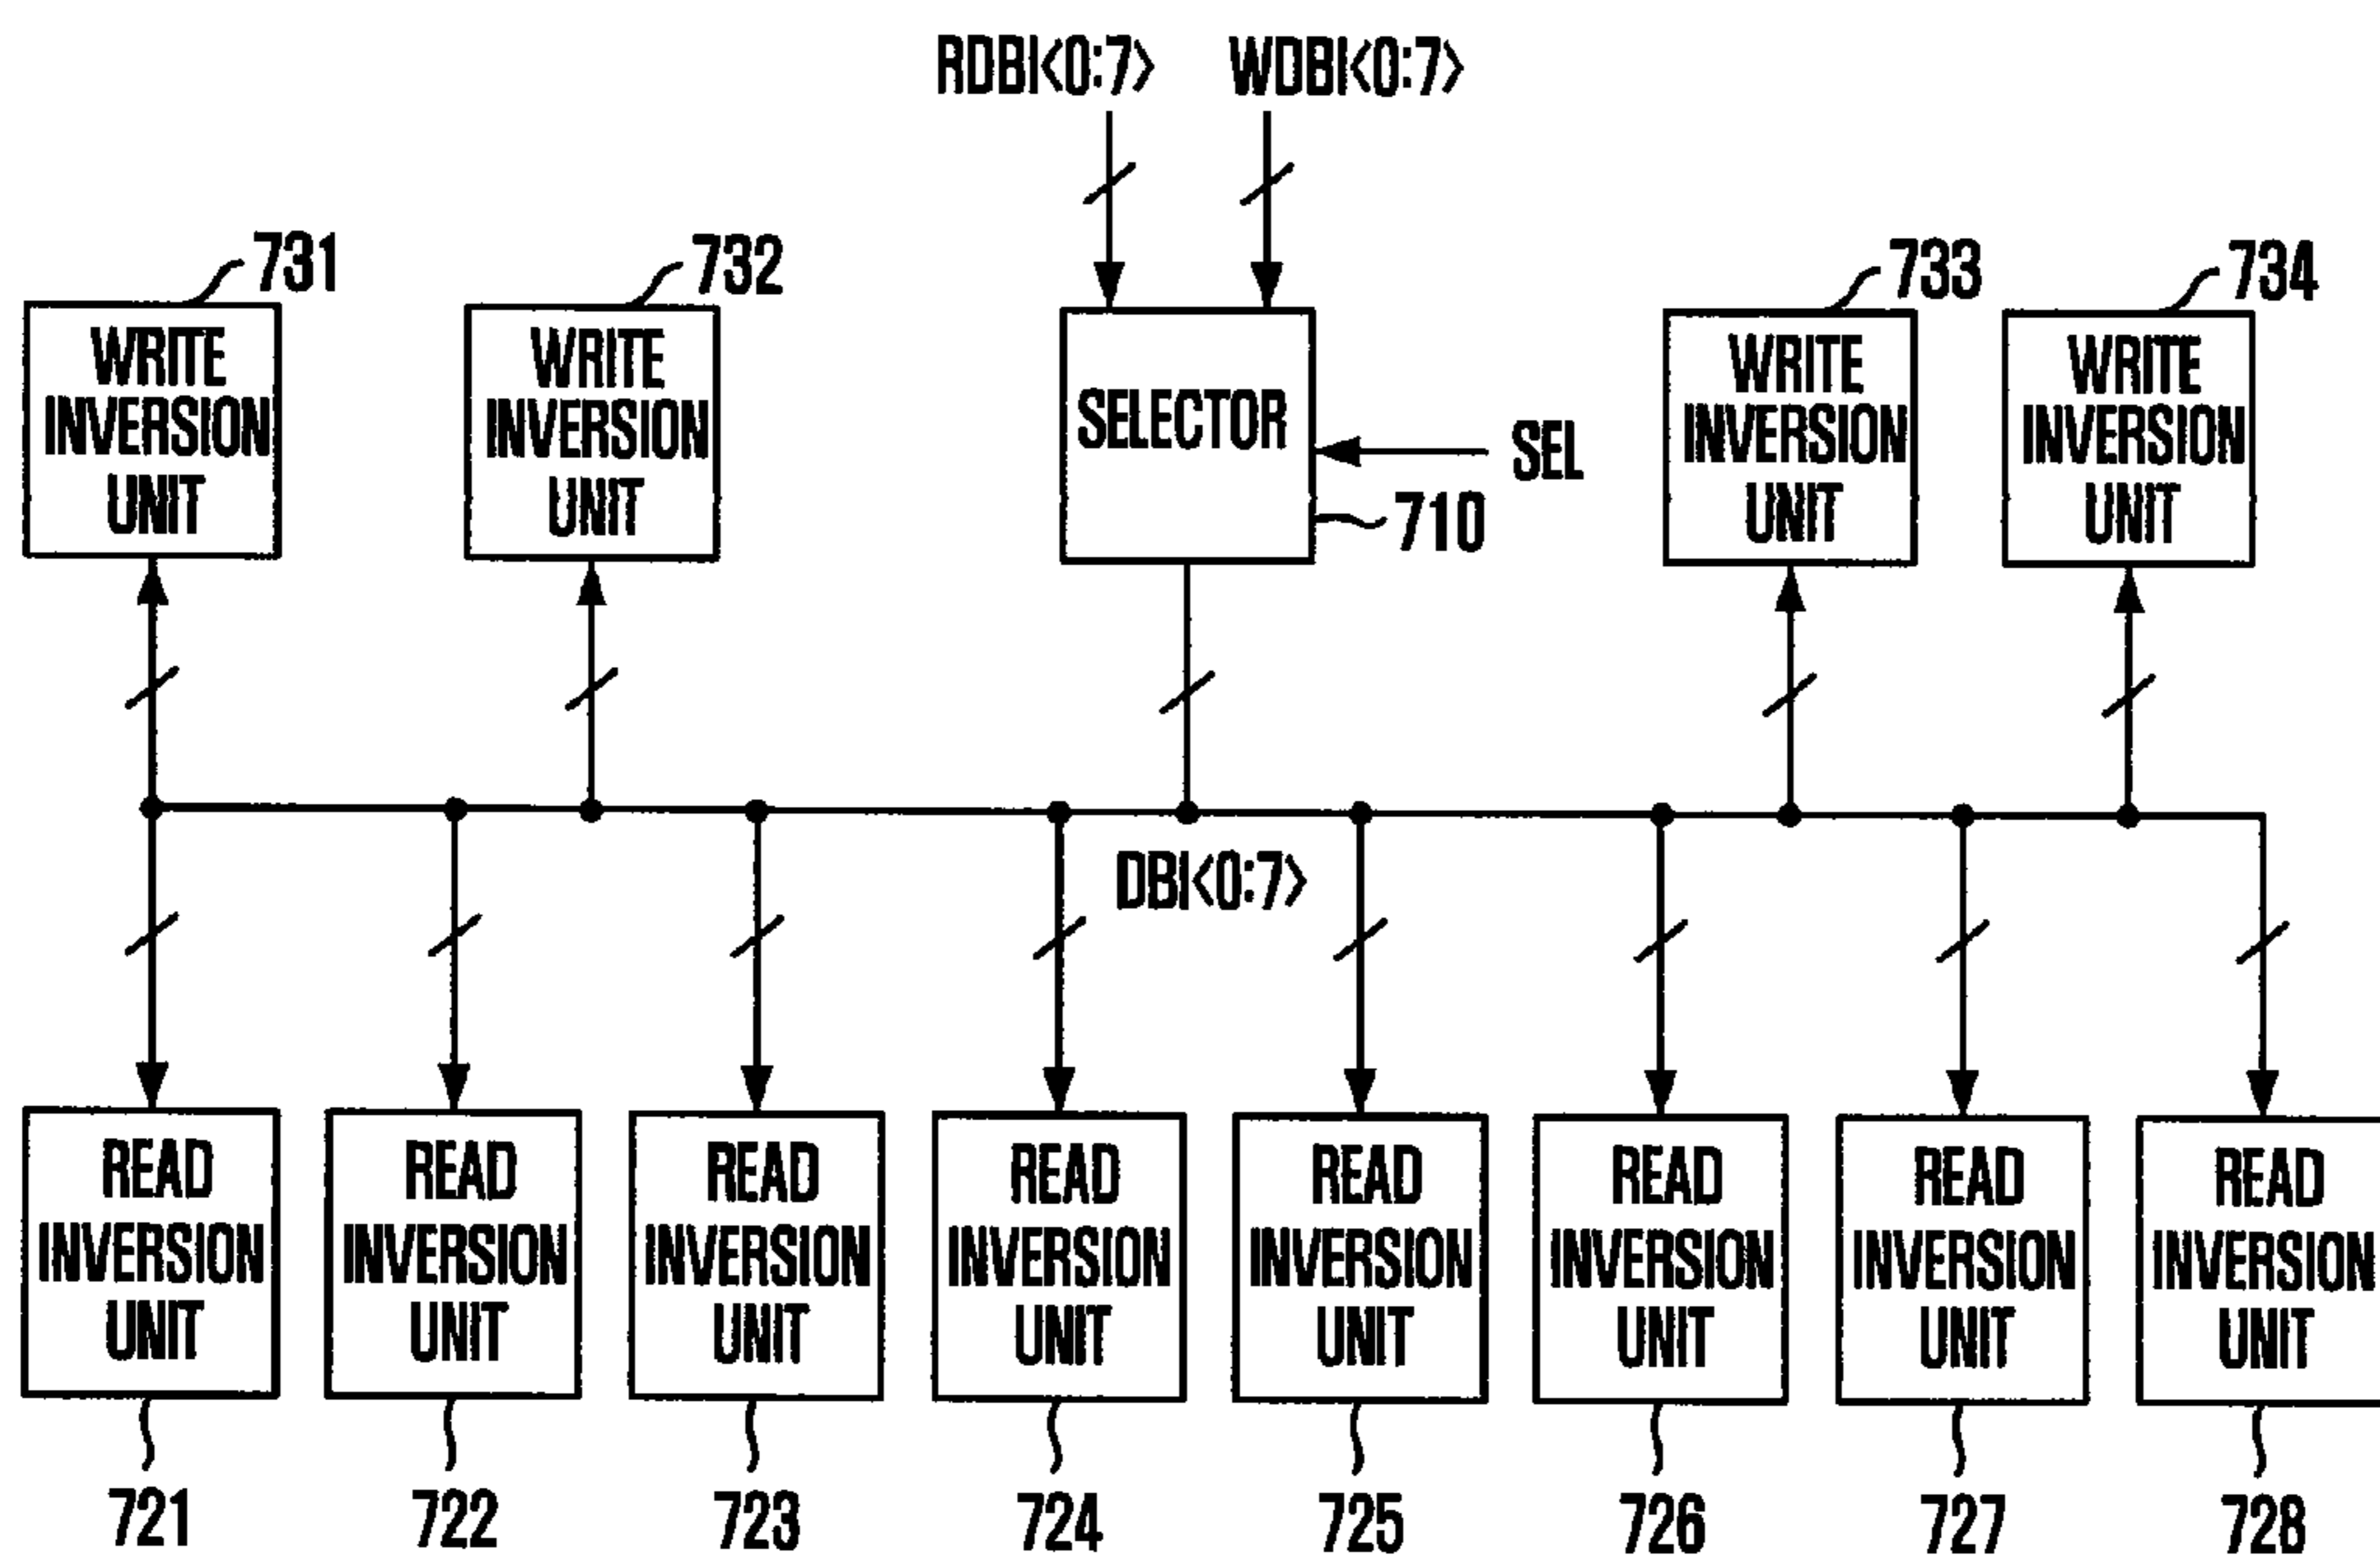 RDBI<0:7> WDBI<0:7>
731 732 733 734
WRITE
INVERSION
UNIT
WRITE
INVERSION
UNIT
SELECTOR
SEL
710
WRITE
INVERSION
UNIT
WRITE
INVERSION
UNIT
DBI<0:7>
READ
INVERSION
UNIT
READ
INVERSION
UNIT
READ
INVERSION
UNIT
READ
INVERSION
UNIT
READ
INVERSION
UNIT
READ
INVERSION
UNIT
READ
INVERSION
UNIT
READ
INVERSION
UNIT
721 722 723 724 725 726 727 728